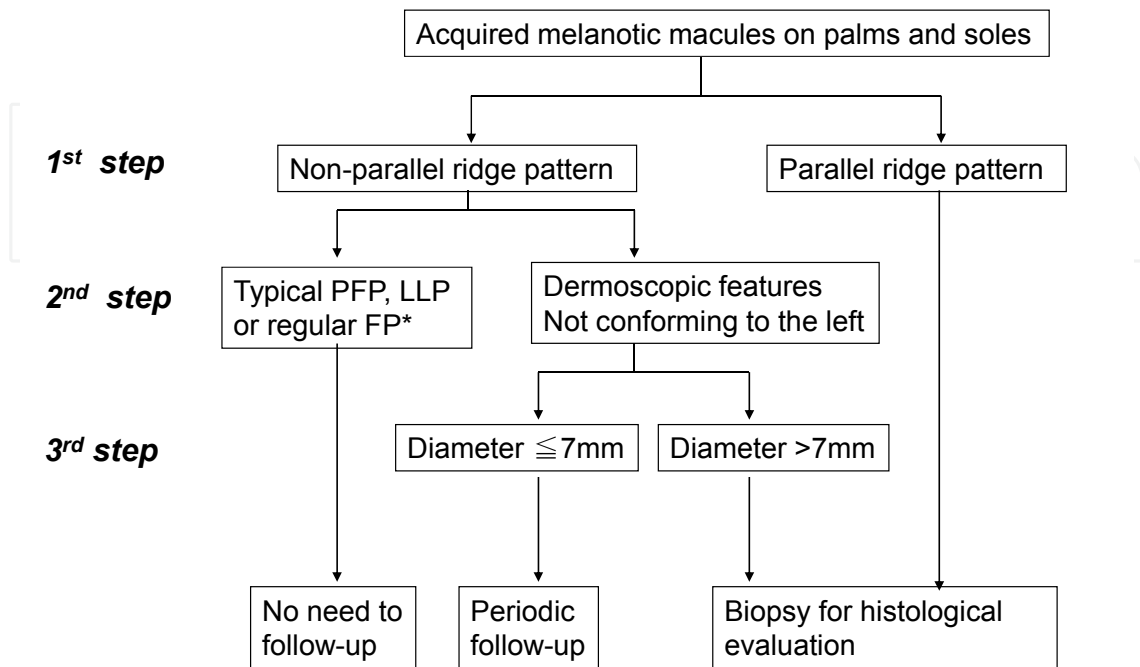 Acquired melanotic macules on palms and soles
1st step
Non-parallel ridge pattern
Parallel ridge pattern
2nd step
Typical PFP, LLP
or regular FP*
Dermoscopic features
Not conforming to the left
3rd step
Diameter ≦7mm
Diameter >7mm
No need to
follow-up
Periodic
follow-up
Biopsy for histological
evaluation